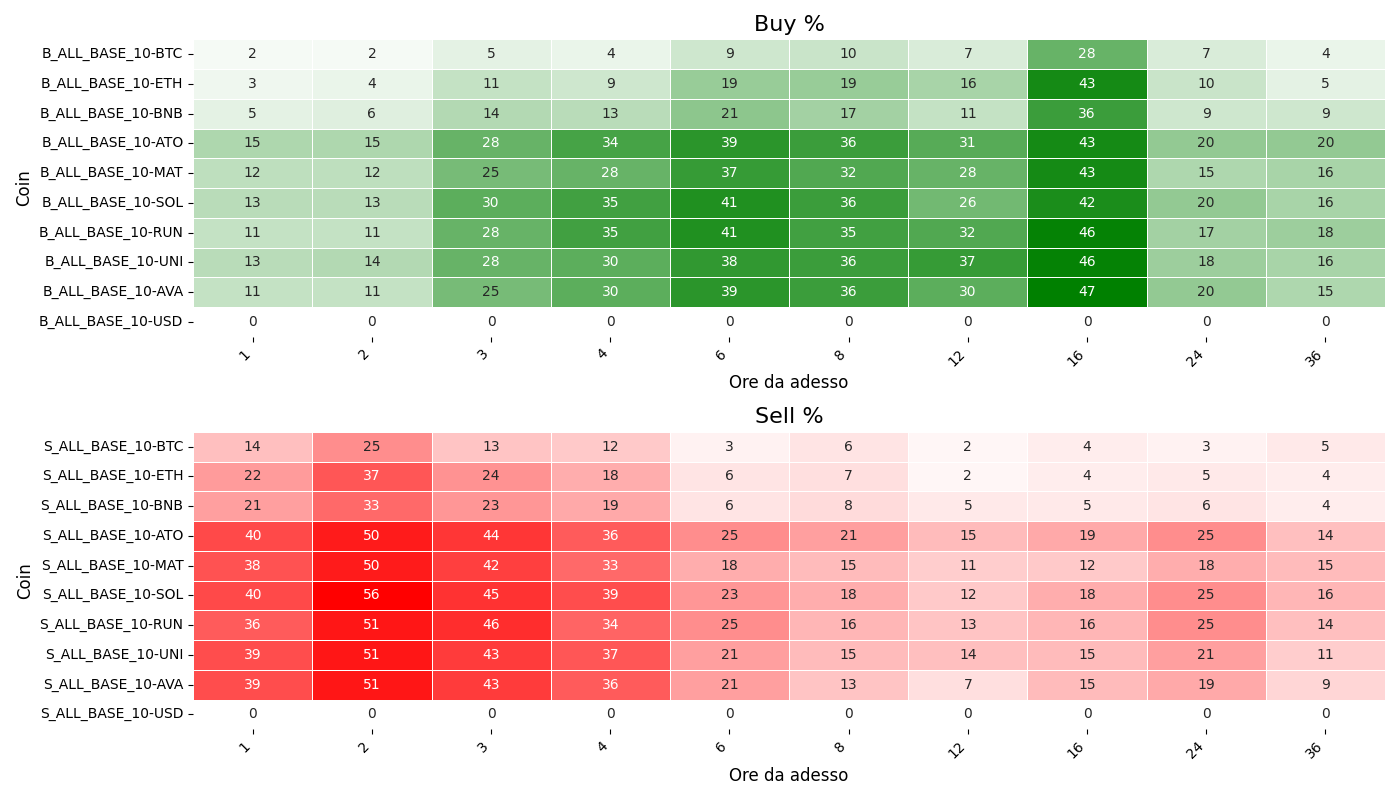 Buy %
Coin
B_ALL_BASE_10-BTC 2 2 5 4 9 10 7 28 7 4
B_ALL_BASE_10-ETH 3 4 11 9 19 19 16 43 10 5
B_ALL_BASE_10-BNB 5 6 14 13 21 17 11 36 9 9
B_ALL_BASE_10-ATO 15 15 28 34 39 36 31 43 20 20
B_ALL_BASE_10-MAT 12 12 25 28 37 32 28 43 15 16
B_ALL_BASE_10-SOL 13 13 30 35 41 36 26 42 20 16
B_ALL_BASE_10-RUN 11 11 28 35 41 35 32 46 17 18
B_ALL_BASE_10-UNI 13 14 28 30 38 36 37 46 18 16
B_ALL_BASE_10-AVA 11 11 25 30 39 36 30 47 20 15
B_ALL_BASE_10-USD 0 0 0 0 0 0 0 0 0 0
1 2 3 4 6 8 12 16 24 36
Ore da adesso
Sell %
Coin
S_ALL_BASE_10-BTC 14 25 13 12 3 6 2 4 3 5
S_ALL_BASE_10-ETH 22 37 24 18 6 7 2 4 5 4
S_ALL_BASE_10-BNB 21 33 23 19 6 8 5 5 6 4
S_ALL_BASE_10-ATO 40 50 44 36 25 21 15 19 25 14
S_ALL_BASE_10-MAT 38 50 42 33 18 15 11 12 18 15
S_ALL_BASE_10-SOL 40 56 45 39 23 18 12 18 25 16
S_ALL_BASE_10-RUN 36 51 46 34 25 16 13 16 25 14
S_ALL_BASE_10-UNI 39 51 43 37 21 15 14 15 21 11
S_ALL_BASE_10-AVA 39 51 43 36 21 13 7 15 19 9
S_ALL_BASE_10-USD 0 0 0 0 0 0 0 0 0 0
1 2 3 4 6 8 12 16 24 36
Ore da adesso